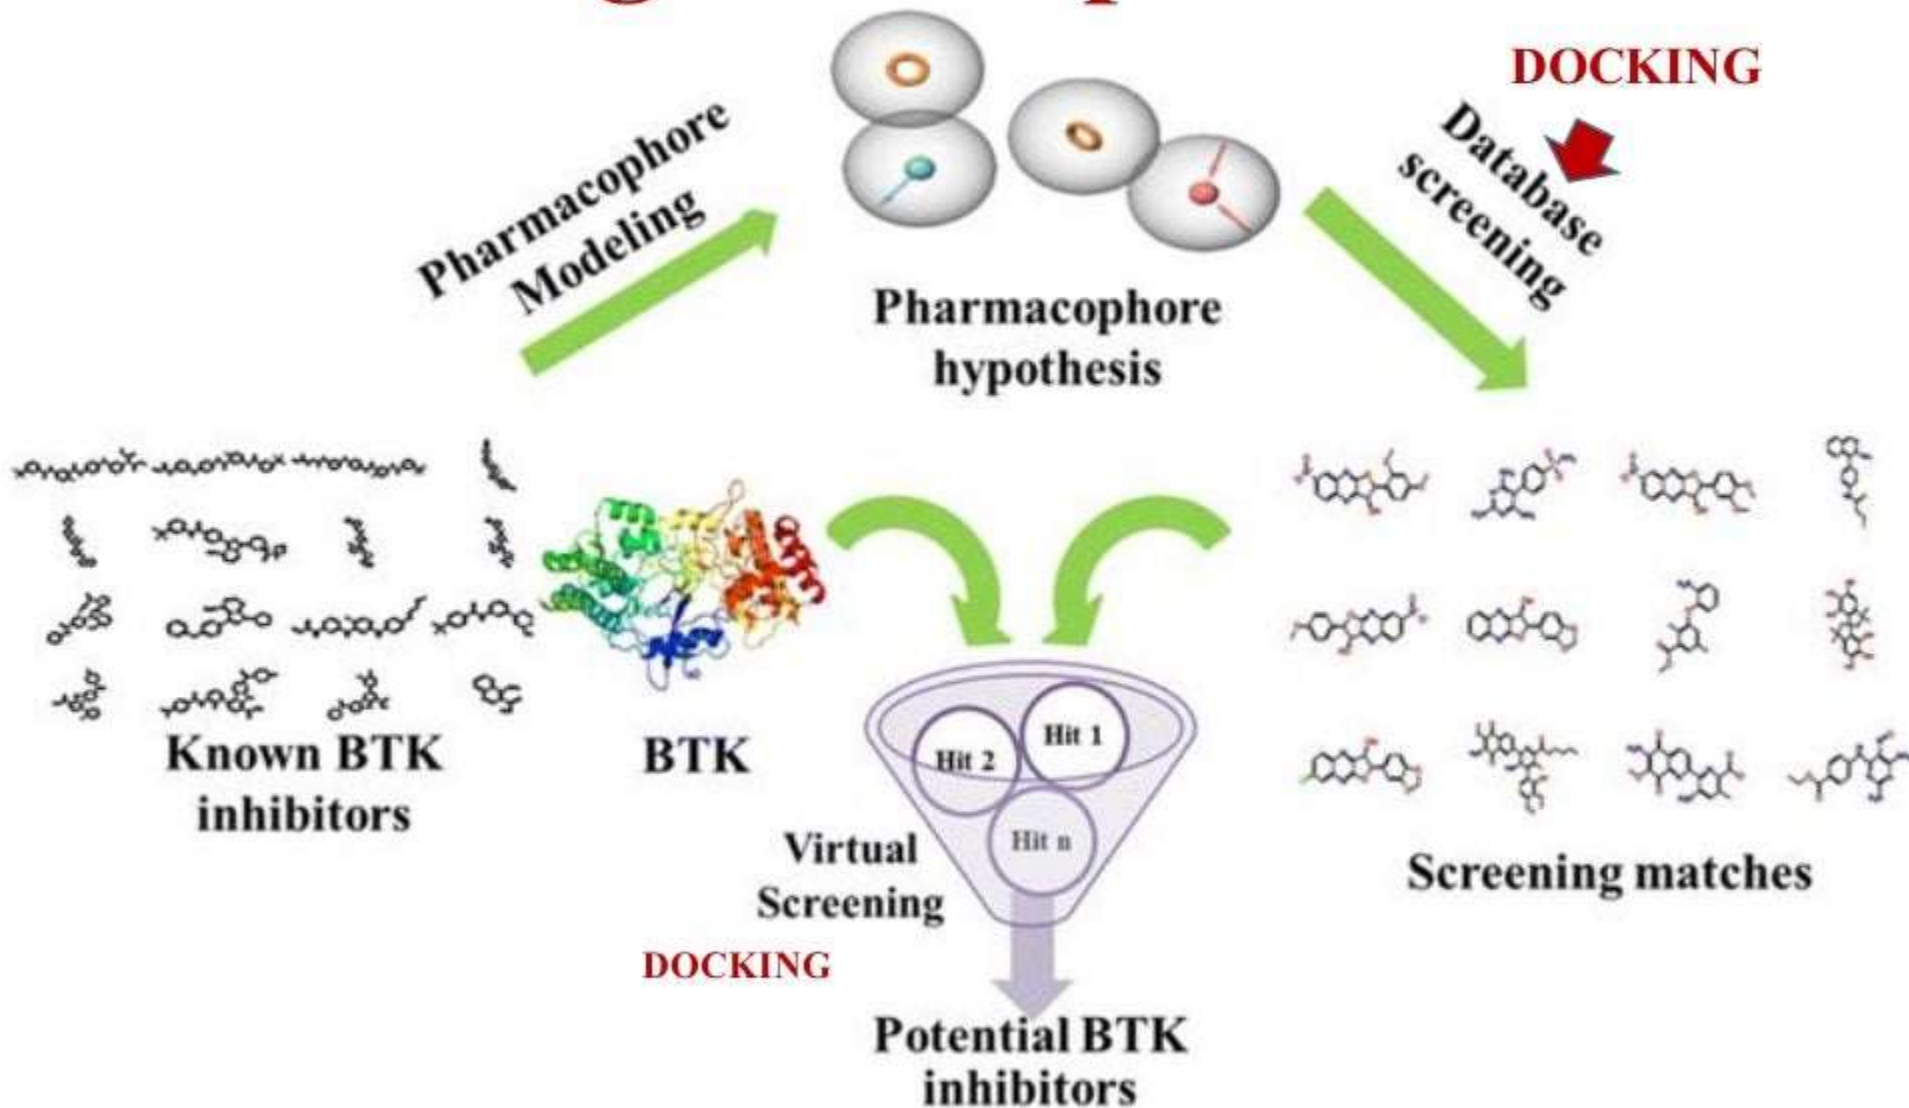 DOCKING
Pharmacophore
Modeling
Database
screening
Pharmacophore
hypothesis
Known BTK
inhibitors
BTK
Hit 1
Hit 2
Hit n
Virtual
Screening
Screening matches
DOCKING
Potential BTK
inhibitors